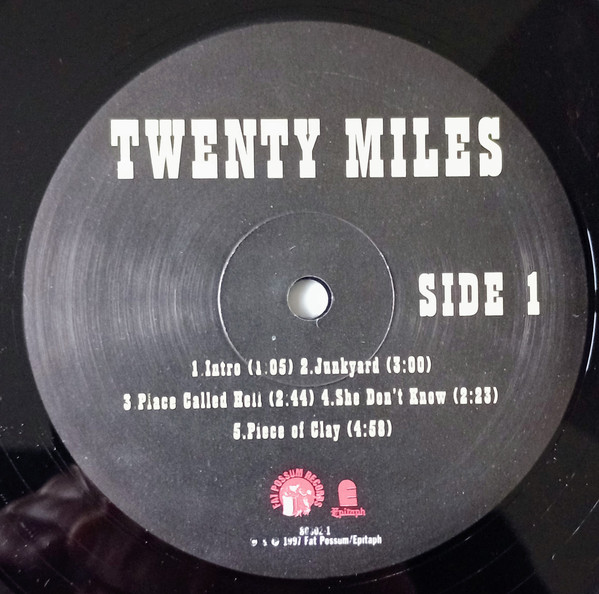 TWENTY MILES
SIDE 1
1.Intro (1:05) 2.Junkyard (3:00)
3.Place Called Hell (2:44) 4.She Don't Know (2:23)
5.Piece of Clay (4:58)
FAT POSSUM RECORDS
Epitaph
80302-1
℗ & © 1997 Fat Possum/Epitaph